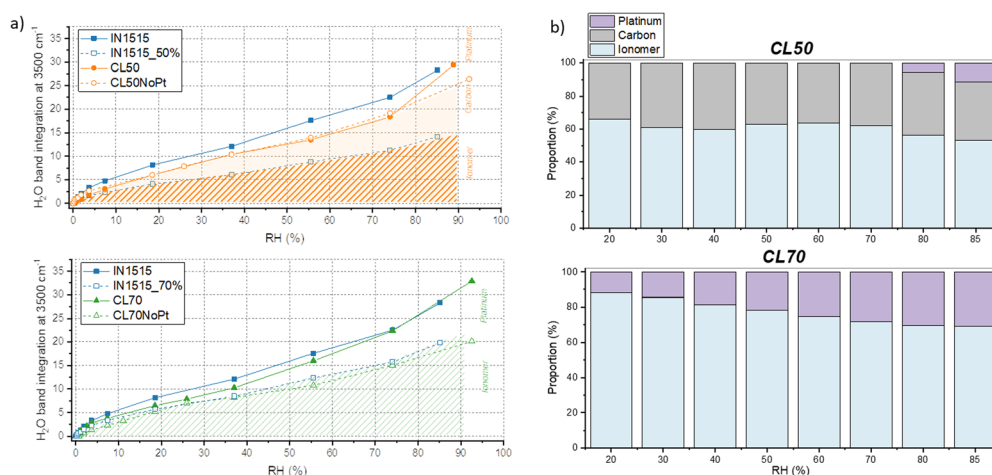 a)
H₂O band integration at 3500 cm⁻¹
35
30
25
20
15
10
5
0
IN1515
IN1515_50%
CL50
CL50NoPt
Platinum
Carbon
Ionomer
0 10 20 30 40 50 60 70 80 90 100
RH (%)
H₂O band integration at 3500 cm⁻¹
35
30
25
20
15
10
5
0
IN1515
IN1515_70%
CL70
CL70NoPt
Platinum
Ionomer
0 10 20 30 40 50 60 70 80 90 100
RH (%)
b)
Platinum
Carbon
Ionomer
CL50
Proportion (%)
100
80
60
40
20
0
20 30 40 50 60 70 80 85
CL70
Proportion (%)
100
80
60
40
20
0
20 30 40 50 60 70 80 85
RH (%)